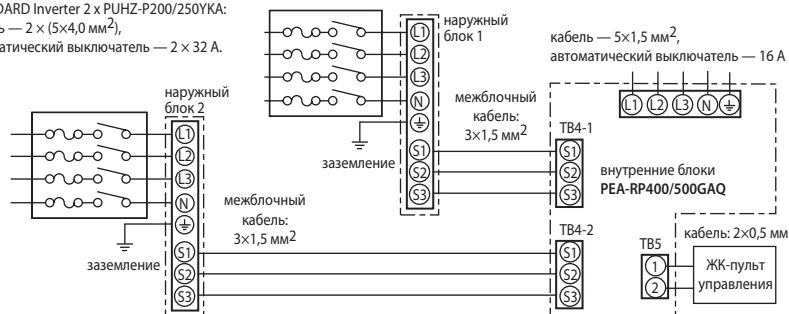 DARD Inverter 2 x PUHZ-P200/250YKA:
ь — 2 × (5×4,0 мм²),
матический выключатель — 2 × 32 А.
наружный
блок 1
L1
L2
L3
N
S1
S2
S3
заземление
межблочный
кабель:
3×1,5 мм²
кабель — 5×1,5 мм²,
автоматический выключатель — 16 А
L1 L2 L3 N
TB4-1
S1
S2
S3
внутренние блоки
PEA-RP400/500GAQ
наружный
блок 2
L1
L2
L3
N
S1
S2
S3
заземление
межблочный
кабель:
3×1,5 мм²
TB4-2
S1
S2
S3
TB5
1
2
кабель: 2×0,5 мм
ЖК-пульт
управления